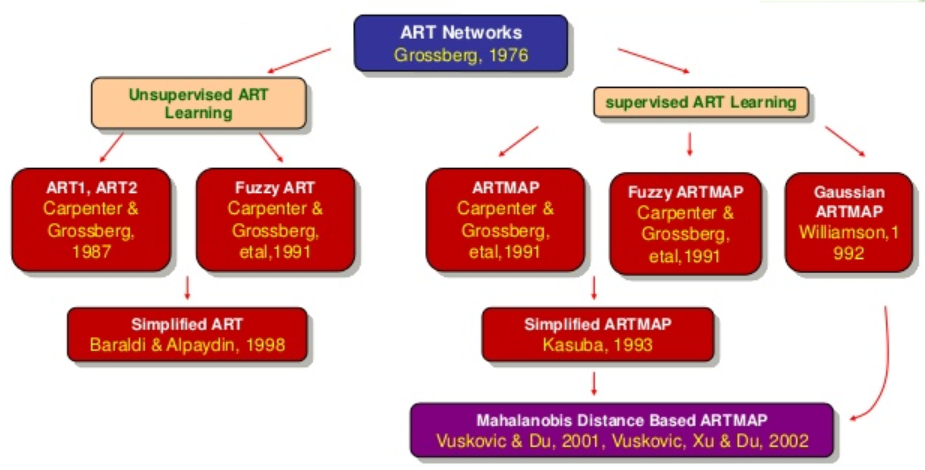 ART Networks
Grossberg, 1976
Unsupervised ART
Learning
supervised ART Learning
ART1, ART2
Carpenter &
Grossberg,
1987
Fuzzy ART
Carpenter &
Grossberg,
etal,1991
ARTMAP
Carpenter &
Grossberg,
etal,1991
Fuzzy ARTMAP
Carpenter &
Grossberg,
etal,1991
Gaussian
ARTMAP
Williamson,1
992
Simplified ART
Baraldi & Alpaydin, 1998
Simplified ARTMAP
Kasuba, 1993
Mahalanobis Distance Based ARTMAP
Vuskovic & Du, 2001, Vuskovic, Xu & Du, 2002